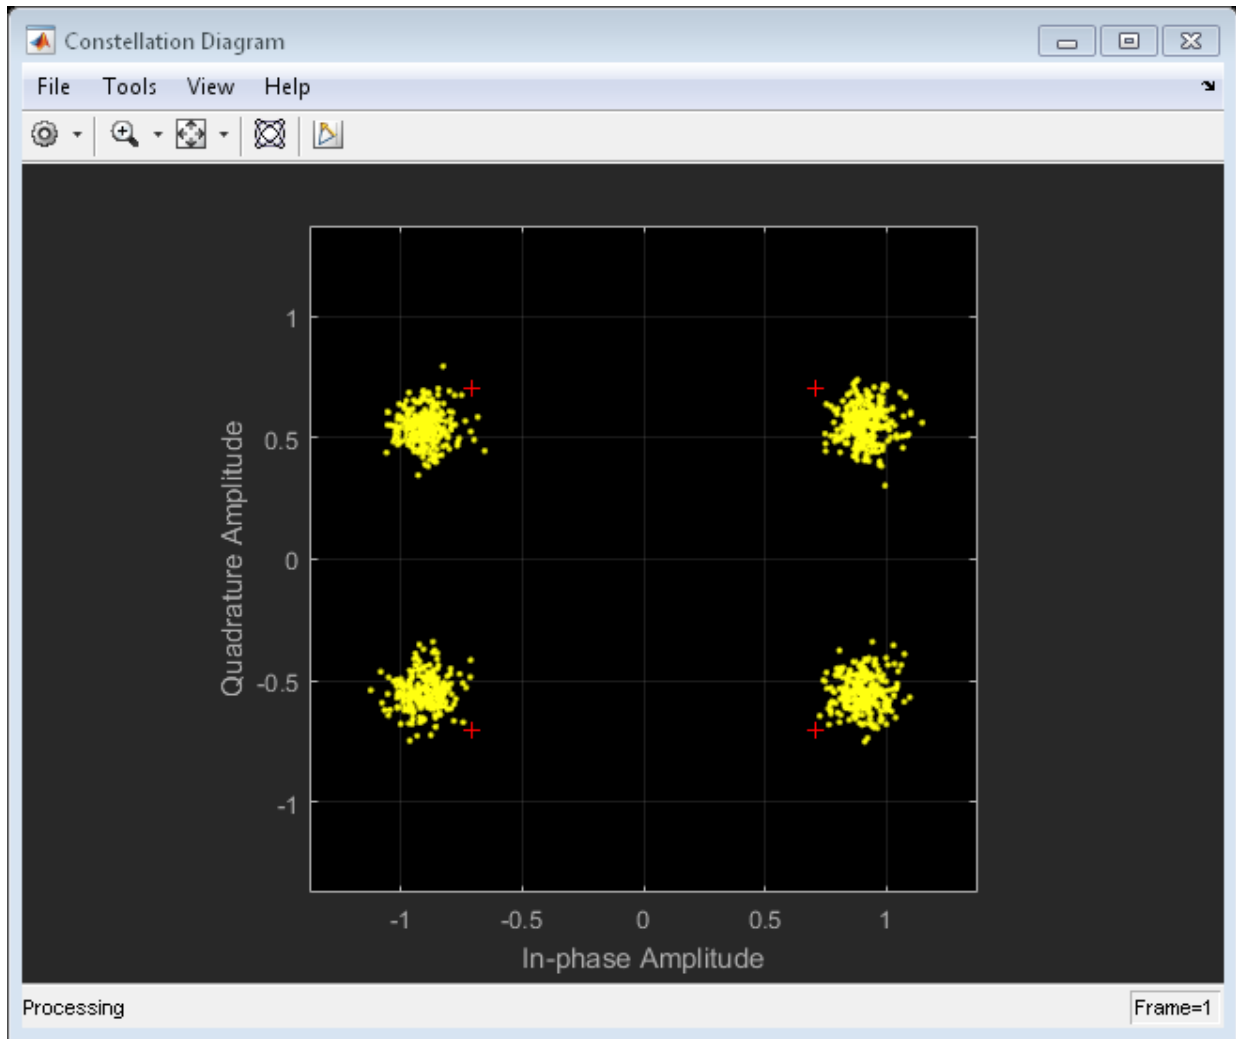 Constellation Diagram
File Tools View Help
1
0.5
0
-0.5
-1
Quadrature Amplitude
-1 -0.5 0 0.5 1
In-phase Amplitude
Processing Frame=1